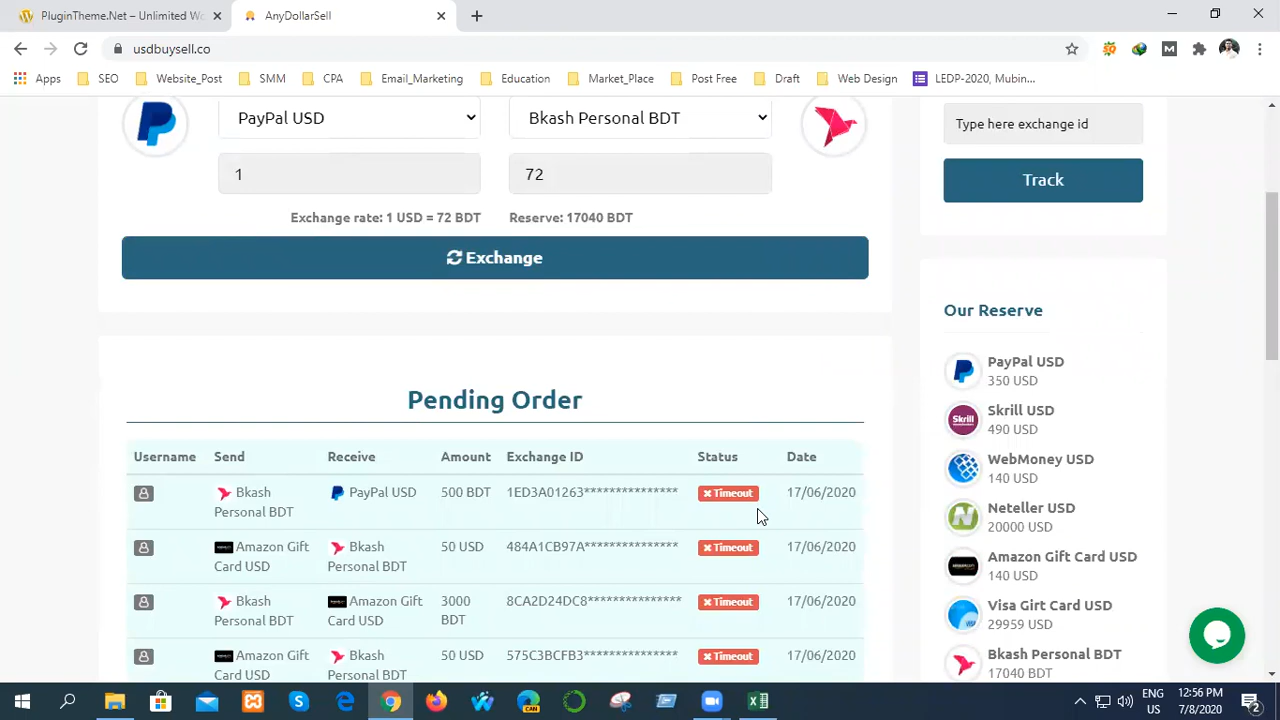 PluginTheme.Net – Unlimited Wo
AnyDollarSell
usdbuysell.co
Apps SEO Website_Post SMM CPA Email_Marketing Education Market_Place Post Free Draft Web Design LEDP-2020, Mubin...
PayPal USD Bkash Personal BDT
Type here exchange id
1 72
Track
Exchange rate: 1 USD = 72 BDT Reserve: 17040 BDT
Exchange
Our Reserve
PayPal USD
350 USD
Skrill USD
490 USD
WebMoney USD
140 USD
Neteller USD
20000 USD
Amazon Gift Card USD
140 USD
Visa Girt Card USD
29959 USD
Bkash Personal BDT
17040 BDT
Pending Order
Username Send Receive Amount Exchange ID Status Date
Bkash Personal BDT PayPal USD 500 BDT 1ED3A01263*************** Timeout 17/06/2020
Amazon Gift Card USD Bkash Personal BDT 50 USD 484A1CB97A*************** Timeout 17/06/2020
Bkash Personal BDT Amazon Gift Card USD 3000 BDT 8CA2D24DC8*************** Timeout 17/06/2020
Amazon Gift Card USD Bkash Personal BDT 50 USD 575C3BCFB3*************** Timeout 17/06/2020
ENG
US
12:56 PM
7/8/2020
2